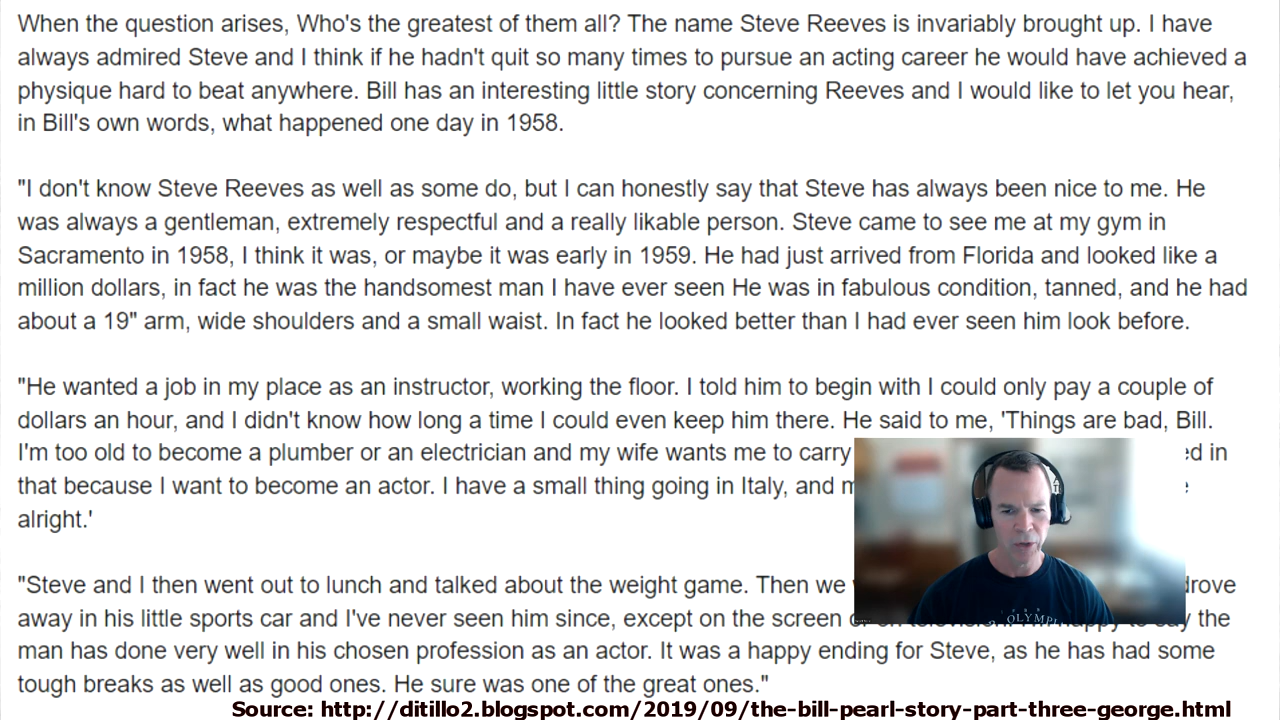 When the question arises, Who's the greatest of them all? The name Steve Reeves is invariably brought up. I have
always admired Steve and I think if he hadn't quit so many times to pursue an acting career he would have achieved a
physique hard to beat anywhere. Bill has an interesting little story concerning Reeves and I would like to let you hear,
in Bill's own words, what happened one day in 1958.
"I don't know Steve Reeves as well as some do, but I can honestly say that Steve has always been nice to me. He
was always a gentleman, extremely respectful and a really likable person. Steve came to see me at my gym in
Sacramento in 1958, I think it was, or maybe it was early in 1959. He had just arrived from Florida and looked like a
million dollars, in fact he was the handsomest man I have ever seen He was in fabulous condition, tanned, and he had
about a 19" arm, wide shoulders and a small waist. In fact he looked better than I had ever seen him look before.
"He wanted a job in my place as an instructor, working the floor. I told him to begin with I could only pay a couple of
dollars an hour, and I didn't know how long a time I could even keep him there. He said to me, 'Things are bad, Bill.
I'm too old to become a plumber or an electrician and my wife wants me to carry in
that because I want to become an actor. I have a small thing going in Italy, and
alright.'
"Steve and I then went out to lunch and talked about the weight game. Then we drove
away in his little sports car and I've never seen him since, except on the screen or on television. I'm happy to say the
man has done very well in his chosen profession as an actor. It was a happy ending for Steve, as he has had some
tough breaks as well as good ones. He sure was one of the great ones."
OLYMPI
Source: http://ditillo2.blogspot.com/2019/09/the-bill-pearl-story-part-three-george.html